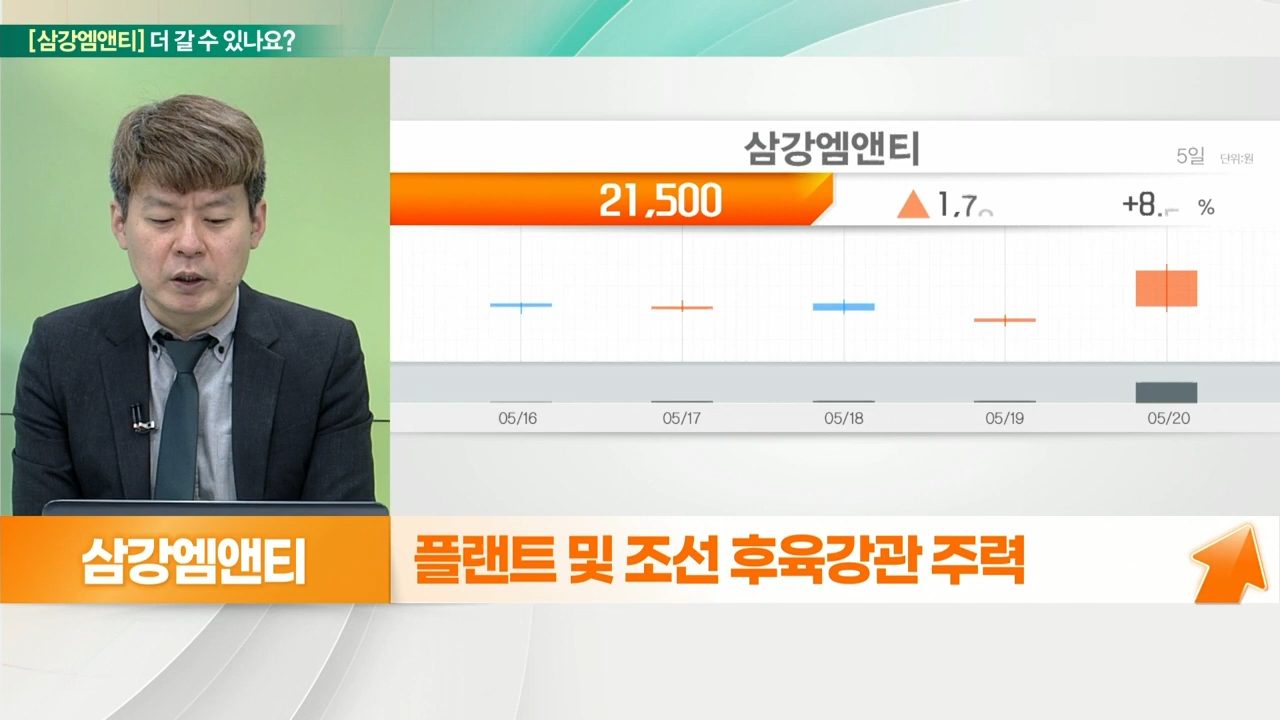 [삼강엠앤티] 더 갈 수 있나요?
삼강엠앤티
5일 단위:원
21,500 ▲ +8. %
05/16 05/17 05/18 05/19 05/20
삼강엠앤티 플랜트 및 조선 후육강관 주력